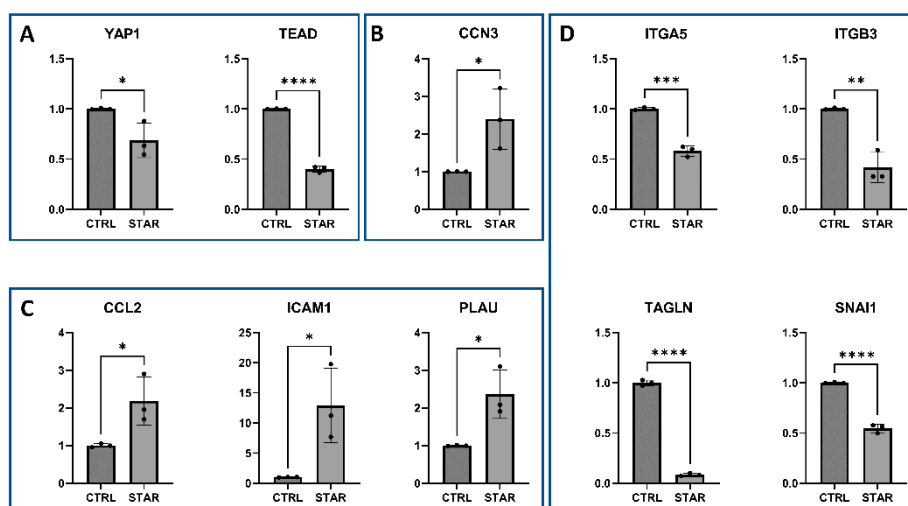 A
YAP1
1.5
1.0
0.5
0.0
*
CTRL STAR
TEAD
1.5
1.0
0.5
0.0
****
CTRL STAR
B
CCN3
4
3
2
1
0
*
CTRL STAR
D
ITGA5
1.5
1.0
0.5
0.0
***
CTRL STAR
ITGB3
1.5
1.0
0.5
0.0
**
CTRL STAR
C
CCL2
4
3
2
1
0
*
CTRL STAR
ICAM1
25
20
15
10
5
0
*
CTRL STAR
PLAU
4
3
2
1
0
*
CTRL STAR
TAGLN
1.5
1.0
0.5
0.0
****
CTRL STAR
SNAI1
1.5
1.0
0.5
0.0
****
CTRL STAR